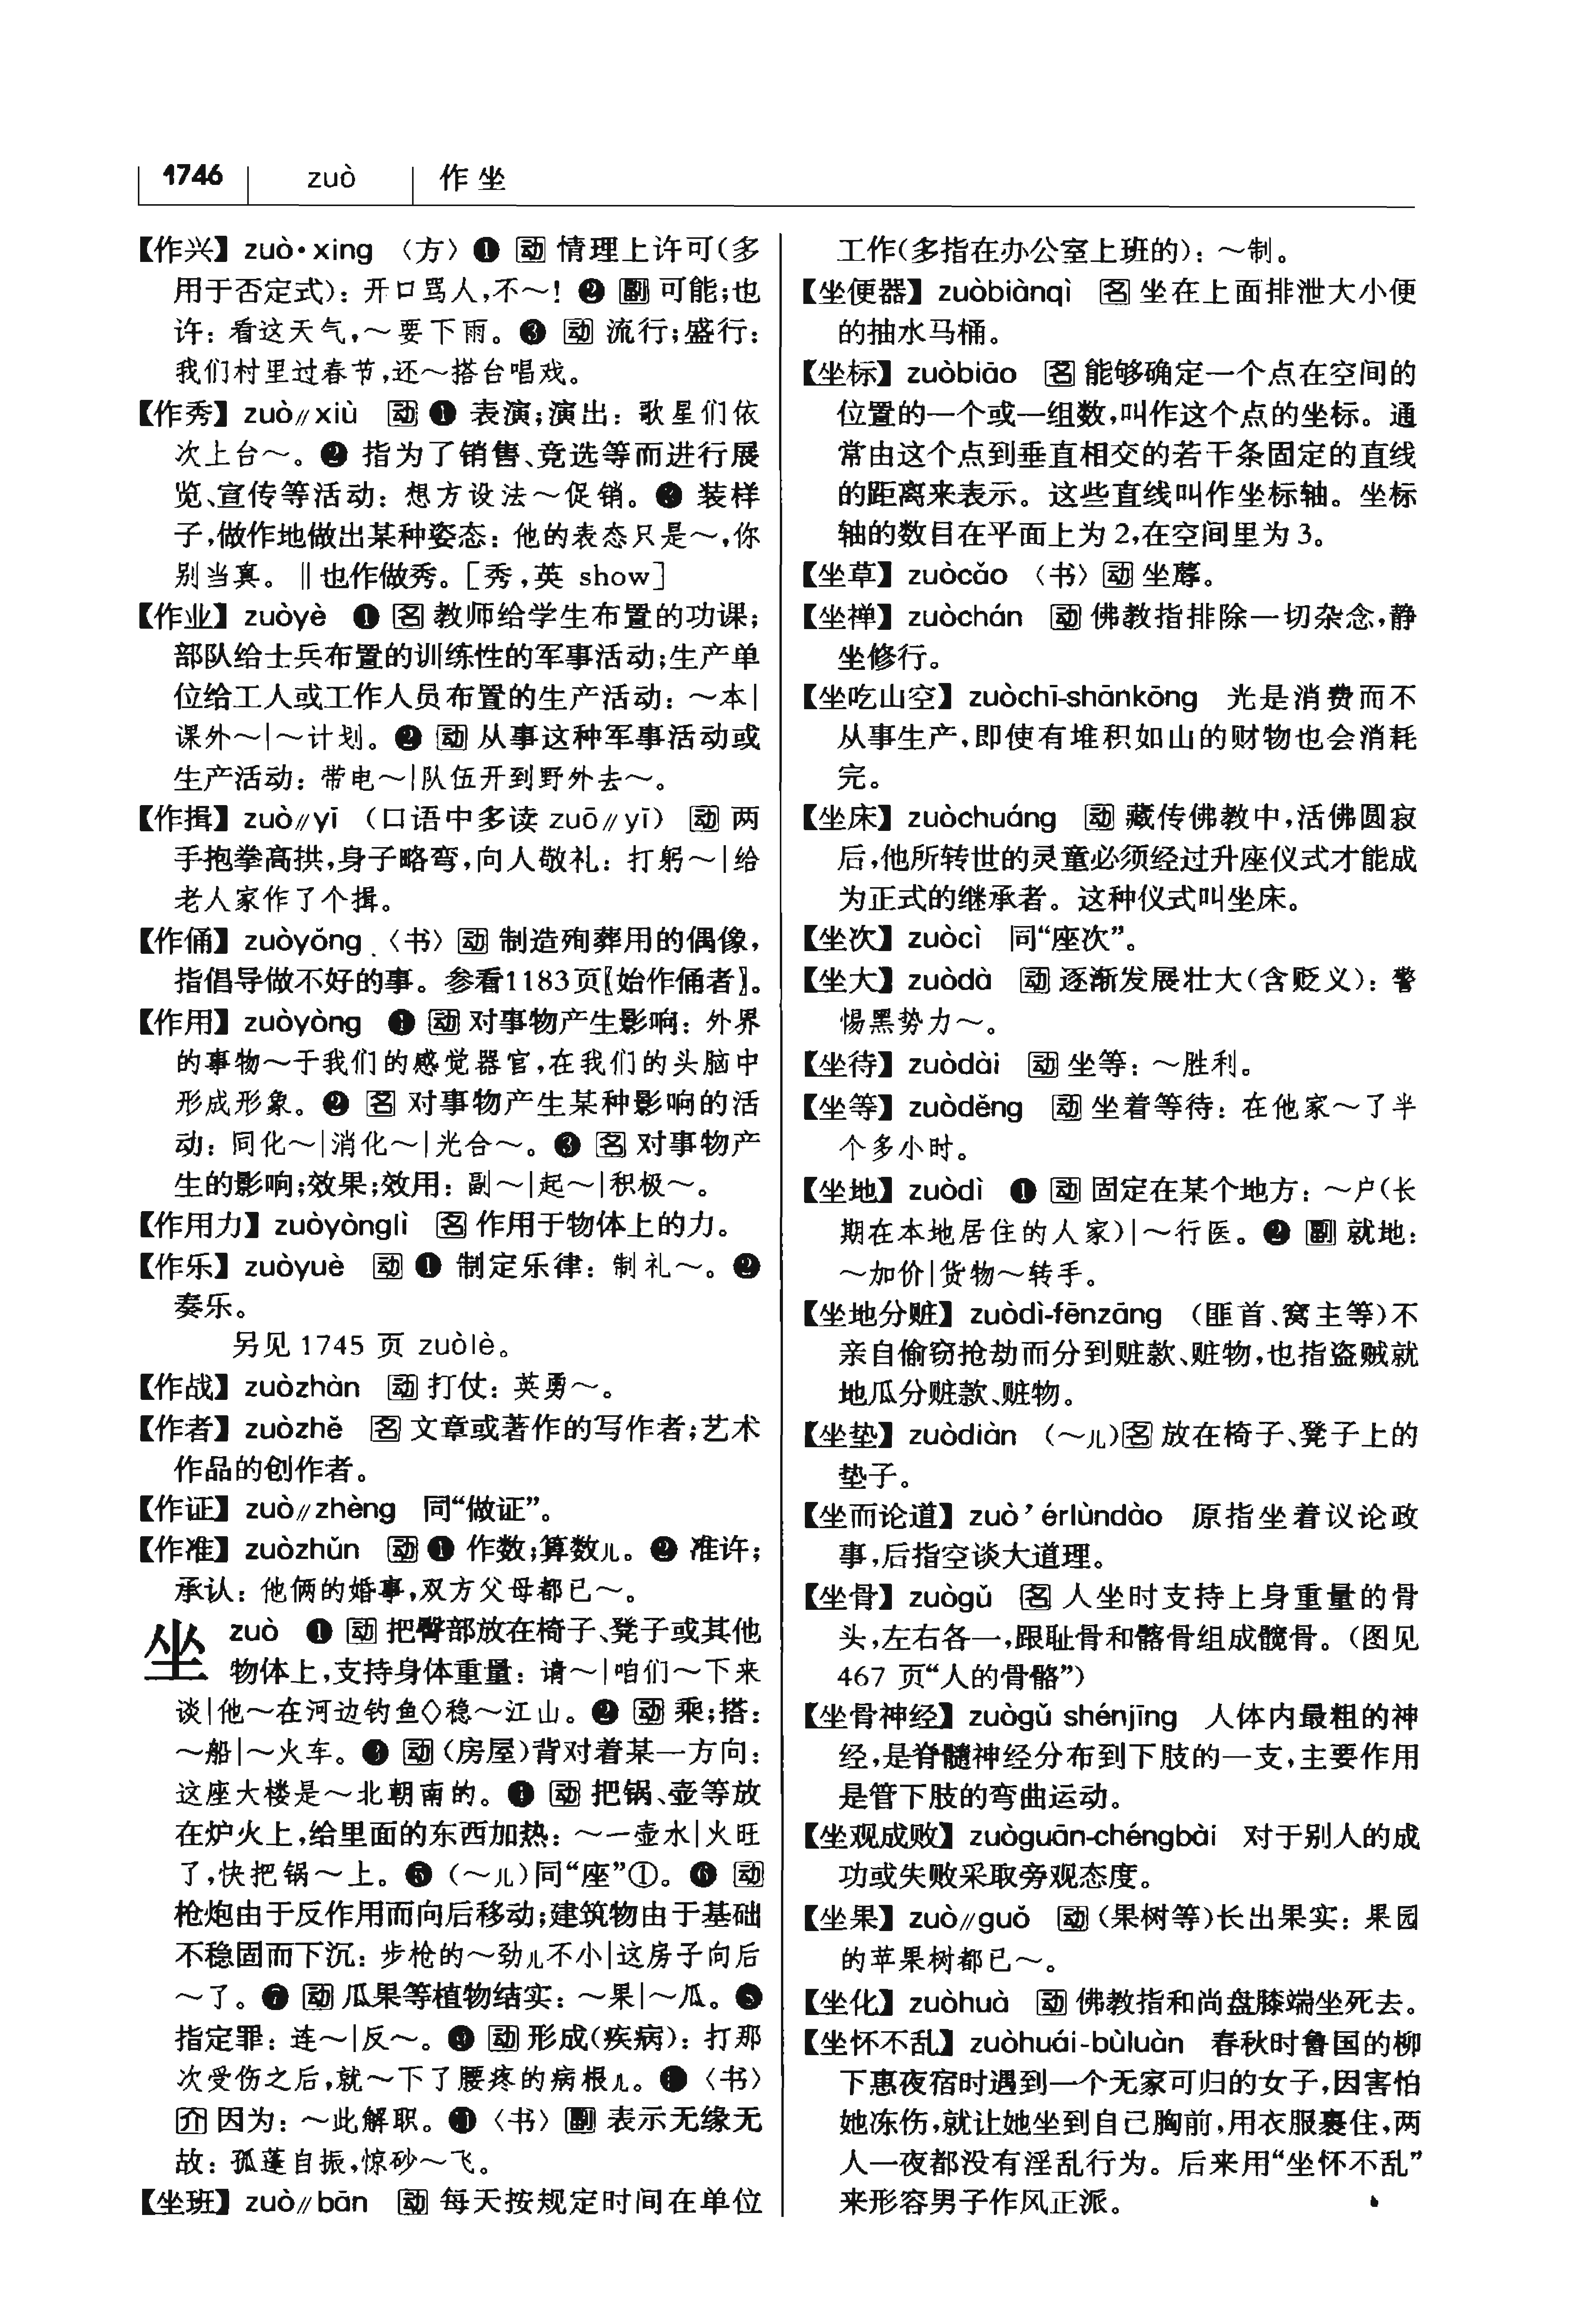 1746 zuò 作 坐
【作兴】 zuò·xing 〈方〉❶ 动 情理上许可(多
用于否定式)：开口骂人,不～！❷ 副 可能;也
许：看这天气,～要下雨。❸ 动 流行;盛行：
我们村里过春节,还～搭台唱戏。
【作秀】 zuò∥xiù 动 ❶ 表演;演出：歌星们依
次上台～。❷ 指为了销售、竞选等而进行展
览、宣传等活动：想方设法～促销。❸ 装样
子,做作地做出某种姿态：他的表态只是～,你
别当真。‖也作做秀。[秀,英 show]
【作业】 zuòyè ❶ 名 教师给学生布置的功课;
部队给士兵布置的训练性的军事活动;生产单
位给工人或工作人员布置的生产活动：～本|
课外～|～计划。❷ 动 从事这种军事活动或
生产活动：带电～|队伍开到野外去～。
【作揖】 zuò∥yī （口语中多读 zuō∥yī） 动 两
手抱拳高拱,身子略弯,向人敬礼：打躬～|给
老人家作了个揖。
【作俑】 zuòyǒng 〈书〉动 制造殉葬用的偶像,
指倡导做不好的事。参看1183页〖始作俑者〗。
【作用】 zuòyòng ❶ 动 对事物产生影响：外界
的事物～于我们的感觉器官,在我们的头脑中
形成形象。❷ 名 对事物产生某种影响的活
动：同化～|消化～|光合～。❸ 名 对事物产
生的影响;效果;效用：副～|起～|积极～。
【作用力】 zuòyònglì 名 作用于物体上的力。
【作乐】 zuòyuè 动 ❶ 制定乐律：制礼～。❷
奏乐。
另见 1745 页 zuòlè。
【作战】 zuòzhàn 动 打仗：英勇～。
【作者】 zuòzhě 名 文章或著作的写作者;艺术
作品的创作者。
【作证】 zuò∥zhèng 同“做证”。
【作准】 zuòzhǔn 动 ❶ 作数;算数儿。❷ 准许;
承认：他俩的婚事,双方父母都已～。
坐 zuò ❶ 动 把臀部放在椅子、凳子或其他
物体上,支持身体重量：请～|咱们～下来
谈|他～在河边钓鱼◇稳～江山。❷ 动 乘;搭：
～船|～火车。❸ 动 (房屋)背对着某一方向：
这座大楼是～北朝南的。❹ 动 把锅、壶等放
在炉火上,给里面的东西加热：～一壶水|火旺
了,快把锅～上。❺ (～儿)同“座”①。❻ 动
枪炮由于反作用而向后移动;建筑物由于基础
不稳固而下沉：步枪的～劲儿不小|这房子向后
～了。❼ 动 瓜果等植物结实：～果|～瓜。❽
指定罪：连～|反～。❾ 动 形成(疾病)：打那
次受伤之后,就～下了腰疼的病根儿。❿〈书〉
介 因为：～此解职。⓫〈书〉副 表示无缘无
故：孤蓬自振,惊砂～飞。
【坐班】 zuò∥bān 动 每天按规定时间在单位
工作(多指在办公室上班的)：～制。
【坐便器】 zuòbiànqì 名 坐在上面排泄大小便
的抽水马桶。
【坐标】 zuòbiāo 名 能够确定一个点在空间的
位置的一个或一组数,叫作这个点的坐标。通
常由这个点到垂直相交的若干条固定的直线
的距离来表示。这些直线叫作坐标轴。坐标
轴的数目在平面上为 2,在空间里为 3。
【坐草】 zuòcǎo 〈书〉动 坐蓐。
【坐禅】 zuòchán 动 佛教指排除一切杂念,静
坐修行。
【坐吃山空】 zuòchī-shānkōng 光是消费而不
从事生产,即使有堆积如山的财物也会消耗
完。
【坐床】 zuòchuáng 动 藏传佛教中,活佛圆寂
后,他所转世的灵童必须经过升座仪式才能成
为正式的继承者。这种仪式叫坐床。
【坐次】 zuòcì 同“座次”。
【坐大】 zuòdà 动 逐渐发展壮大(含贬义)：警
惕黑势力～。
【坐待】 zuòdài 动 坐等：～胜利。
【坐等】 zuòděng 动 坐着等待：在他家～了半
个多小时。
【坐地】 zuòdì ❶ 动 固定在某个地方：～户(长
期在本地居住的人家)|～行医。❷ 副 就地：
～加价|货物～转手。
【坐地分赃】 zuòdì-fēnzāng (匪首、窝主等)不
亲自偷窃抢劫而分到赃款、赃物,也指盗贼就
地瓜分赃款、赃物。
【坐垫】 zuòdiàn (～儿)名 放在椅子、凳子上的
垫子。
【坐而论道】 zuò’érlùndào 原指坐着议论政
事,后指空谈大道理。
【坐骨】 zuògǔ 名 人坐时支持上身重量的骨
头,左右各一,跟耻骨和髂骨组成髋骨。(图见
467 页“人的骨骼”)
【坐骨神经】 zuògǔ shénjīng 人体内最粗的神
经,是脊髓神经分布到下肢的一支,主要作用
是管下肢的弯曲运动。
【坐观成败】 zuòguān-chéngbài 对于别人的成
功或失败采取旁观态度。
【坐果】 zuò∥guǒ 动 (果树等)长出果实：果园
的苹果树都已～。
【坐化】 zuòhuà 动 佛教指和尚盘膝端坐死去。
【坐怀不乱】 zuòhuái-bùluàn 春秋时鲁国的柳
下惠夜宿时遇到一个无家可归的女子,因害怕
她冻伤,就让她坐到自己胸前,用衣服裹住,两
人一夜都没有淫乱行为。后来用“坐怀不乱”
来形容男子作风正派。